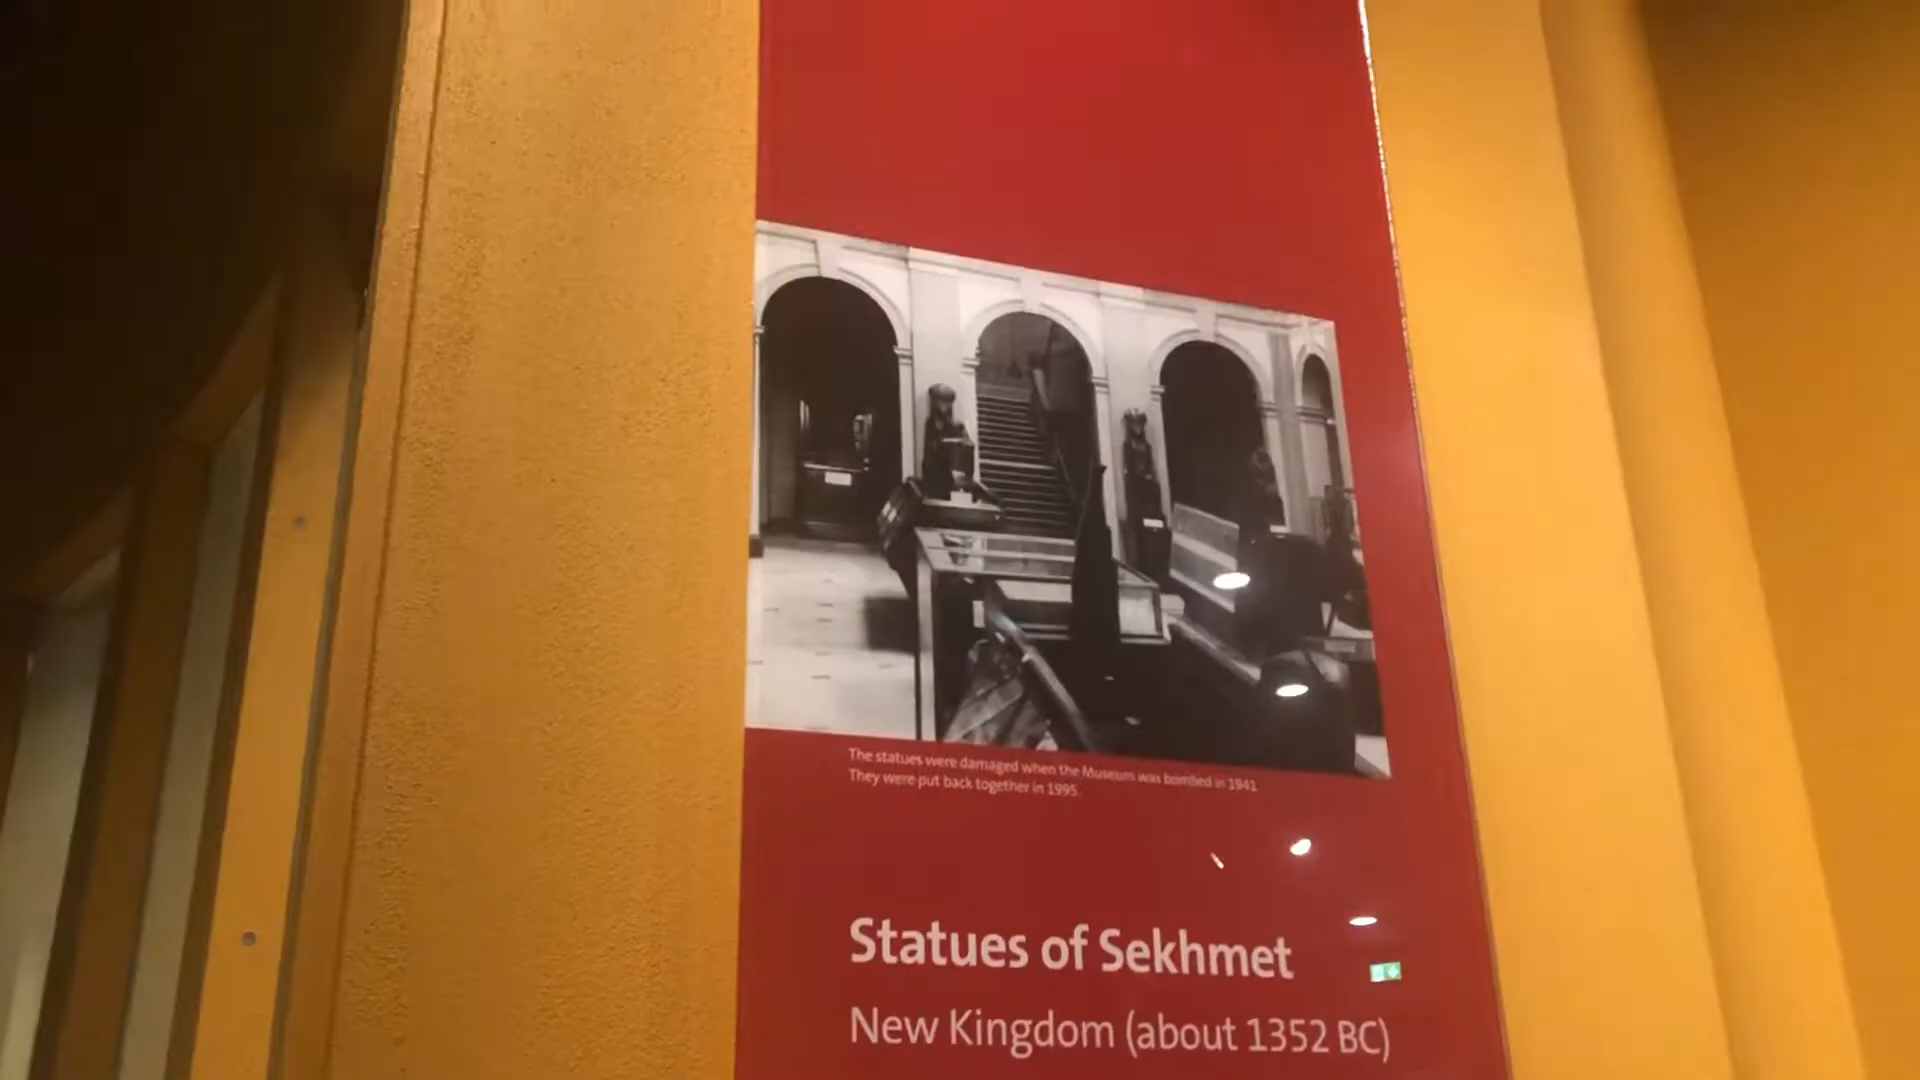 The statues were damaged when the Museum was bombed in 1941.
They were put back together in 1995.
Statues of Sekhmet
New Kingdom (about 1352 BC)